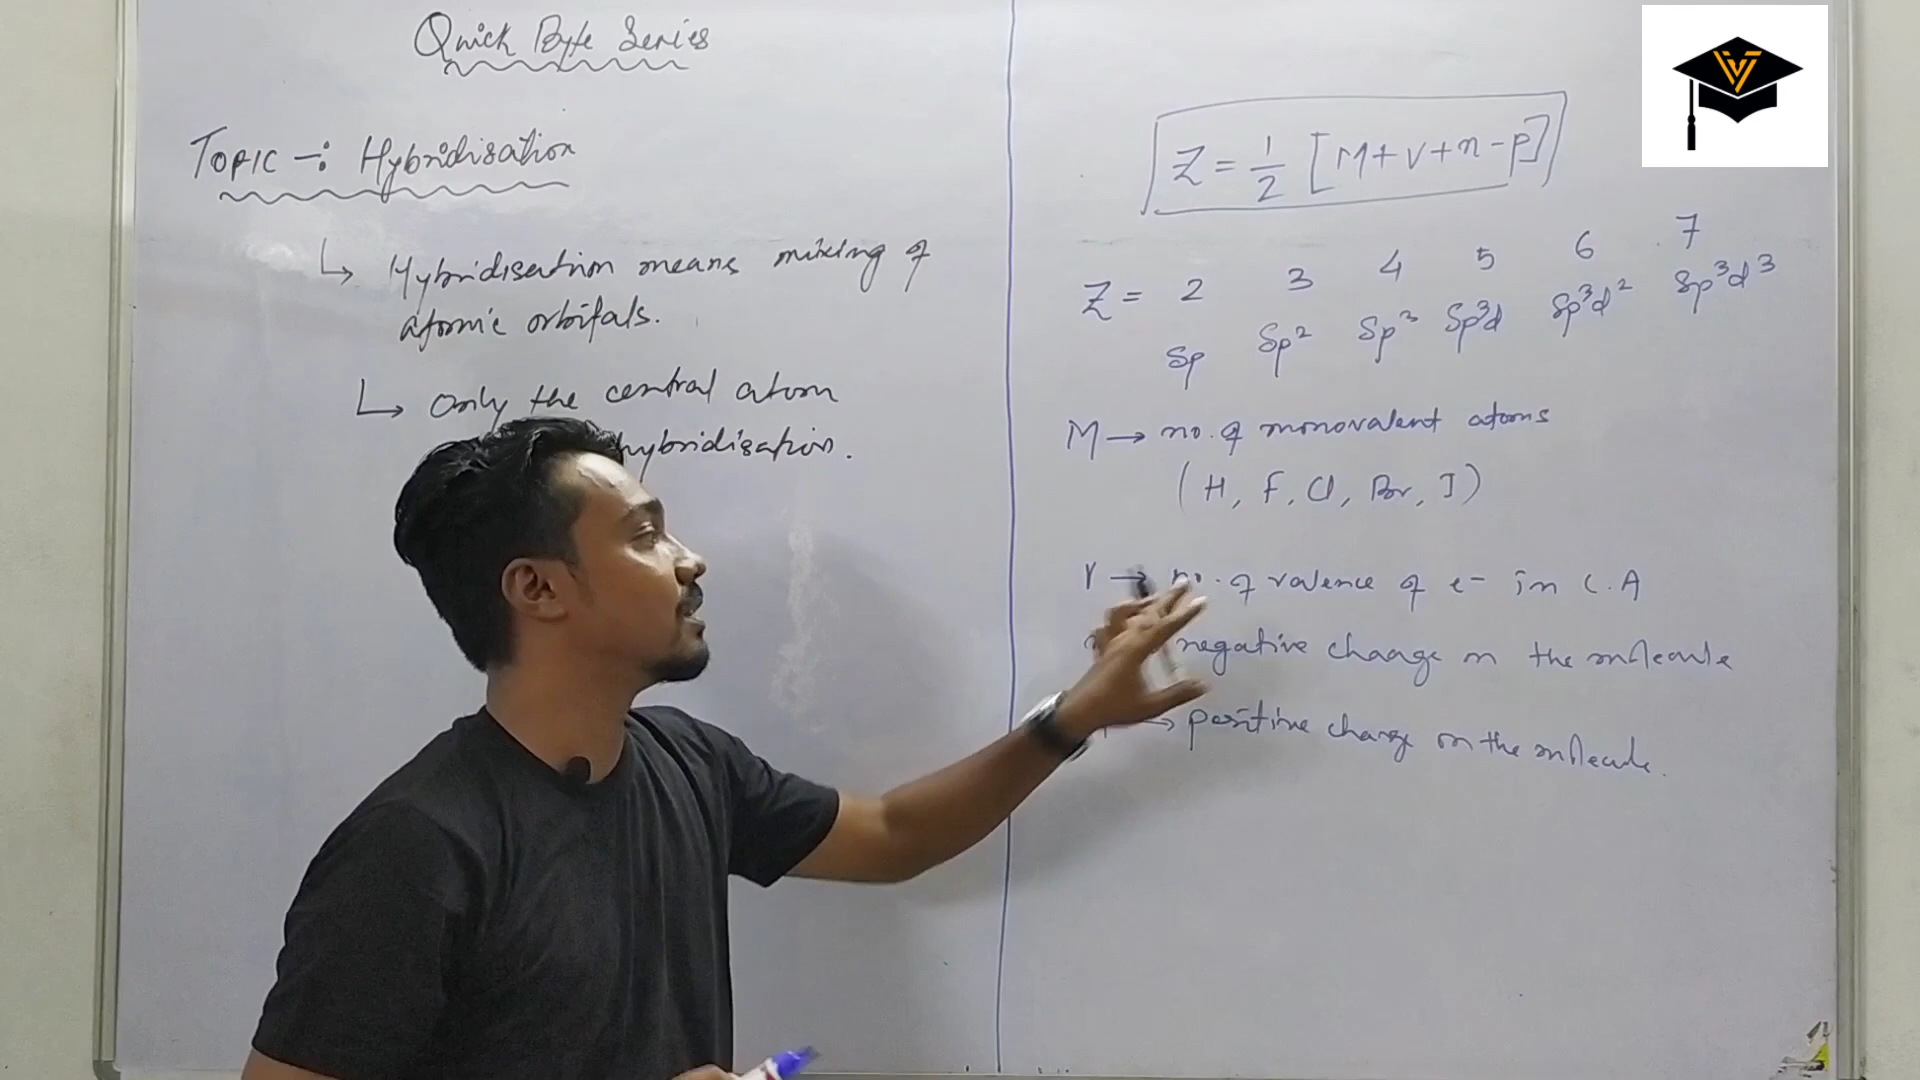 Quick Byte Series
TOPIC -: Hybridisation
↳ Hybridisation means mixing of
atomic orbitals.
↳ Only the central atom
hybridisation.
Z = 1/2 [M+V+n-p]
Z = 2 3 4 5 6 7
Sp Sp² Sp³ Sp³d Sp³d² Sp³d³
M → no. of monovalent atoms
(H, F, Cl, Br, I)
V → no. of valence of e- in C.A
negative charge on the molecule
→ positive charge on the molecule.